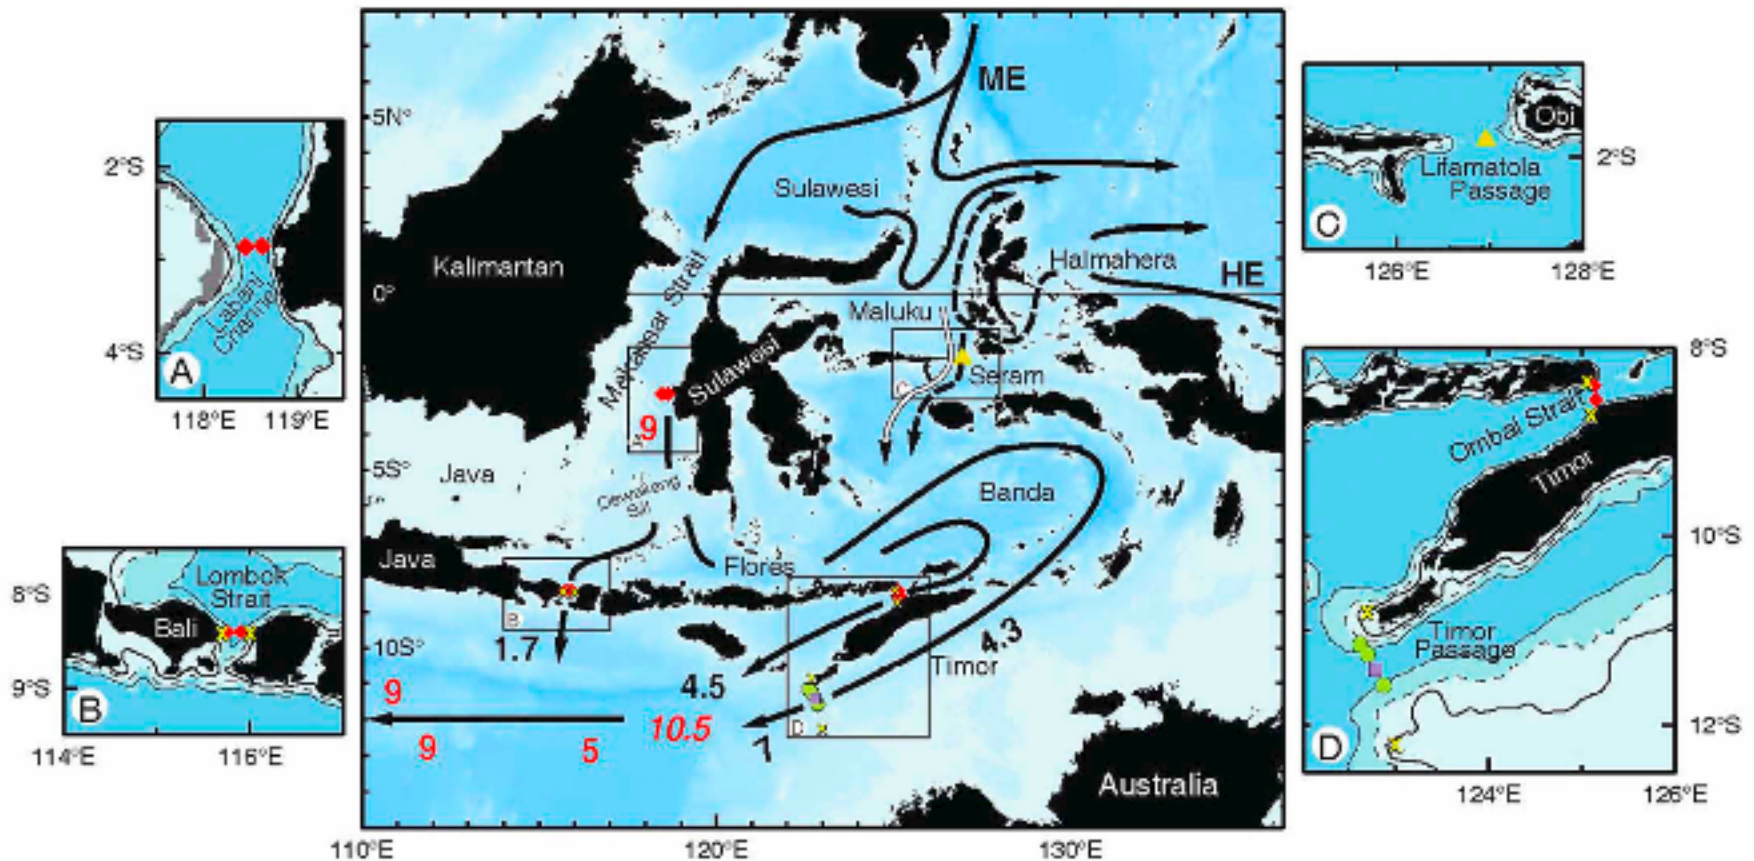 2°S
4°S
118°E
119°E
Labani
Channel
A
8°S
9°S
114°E
116°E
Lombok
Strait
Bali
B
5N°
0°
5S°
10S°
110°E
120°E
130°E
ME
HE
Sulawesi
Kalimantan
Makassar Strait
Sulawesi
Halmahera
Maluku
Seram
9
Java
Dewakang
Sill
Banda
Java
Flores
B
1.7
4.5
4.3
Timor
9
10.5
9
5
7
D
Australia
Obi
Lifamatola
Passage
C
2°S
126°E
128°E
8°S
10°S
12°S
Ombai Strait
Timor
Timor
Passage
D
124°E
126°E